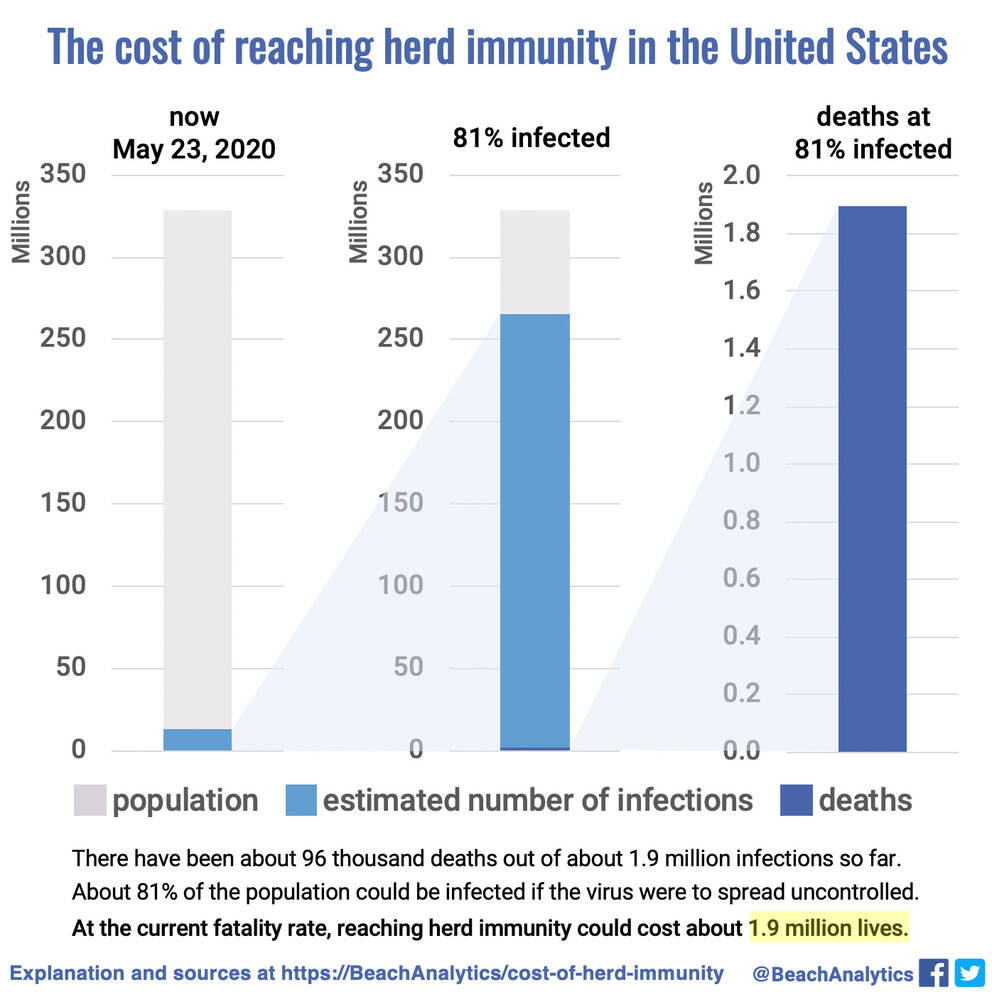 The cost of reaching herd immunity in the United States
now
May 23, 2020
350
Millions
300
250
200
150
100
50
0
81% infected
350
Millions
300
250
200
150
100
50
0
deaths at
81% infected
2.0
Millions
1.8
1.6
1.4
1.2
1.0
0.8
0.6
0.4
0.2
0.0
population estimated number of infections deaths
There have been about 96 thousand deaths out of about 1.9 million infections so far.
About 81% of the population could be infected if the virus were to spread uncontrolled.
At the current fatality rate, reaching herd immunity could cost about 1.9 million lives.
Explanation and sources at https://BeachAnalytics/cost-of-herd-immunity @BeachAnalytics